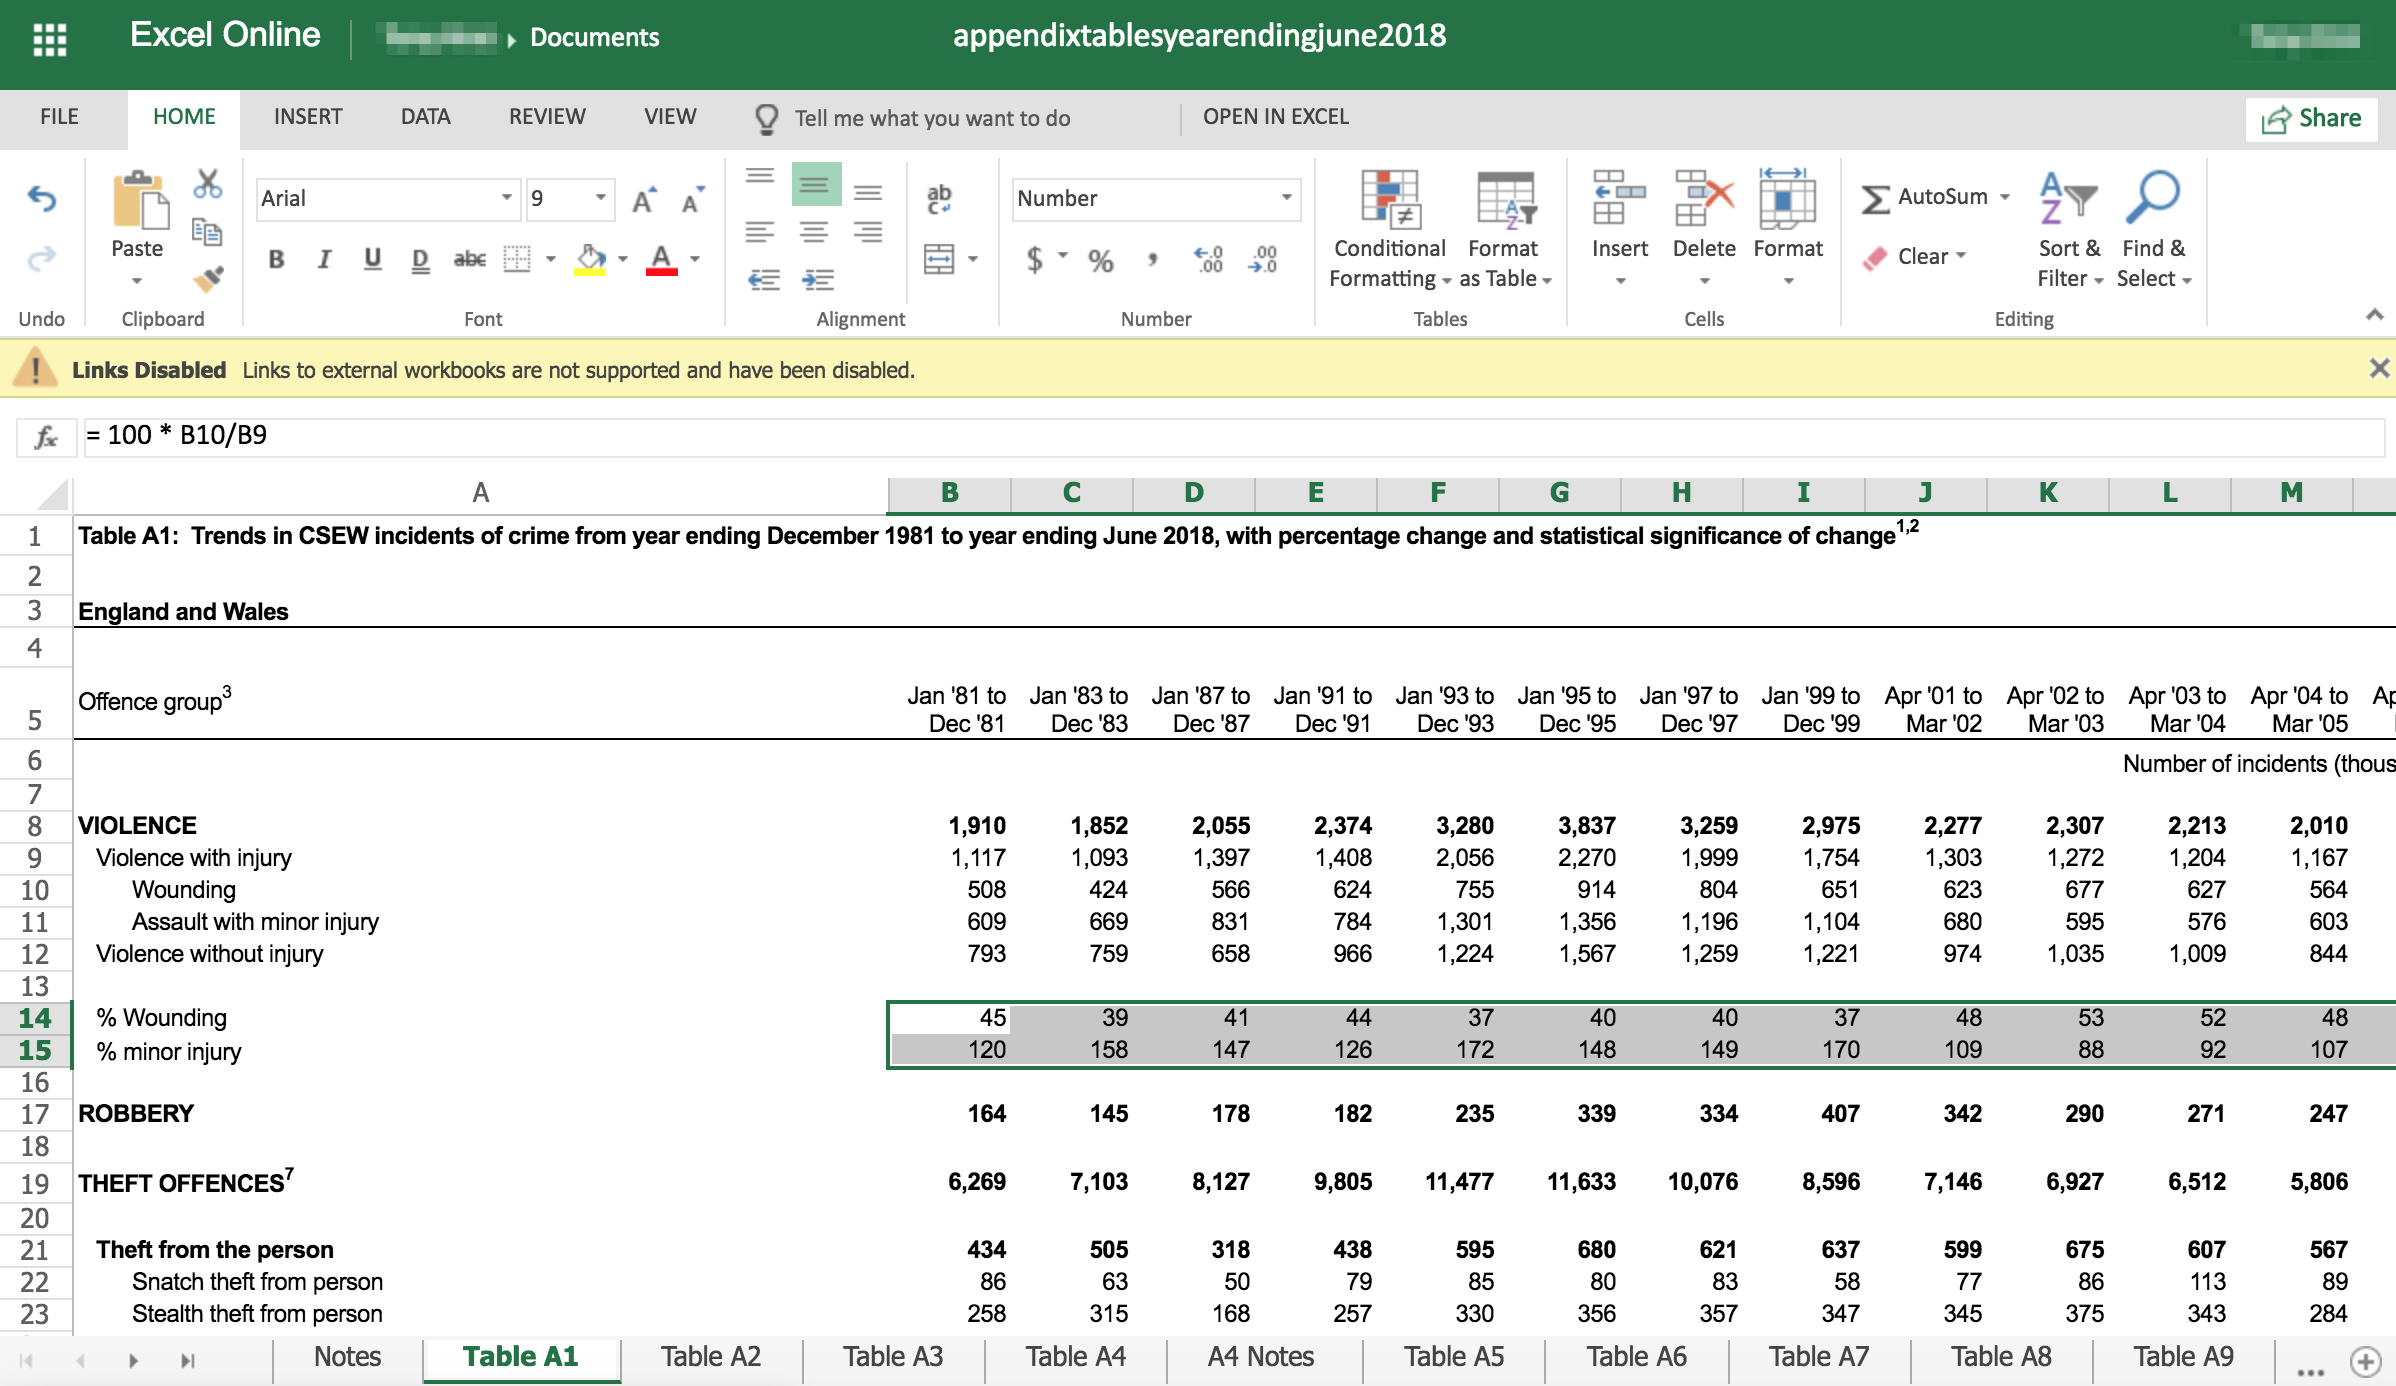 Excel Online Documents appendixtablesyearendingjune2018
FILE HOME INSERT DATA REVIEW VIEW Tell me what you want to do OPEN IN EXCEL Share
Arial 9 Number AutoSum
Paste
B I U D abc $ % , .00 .0 Clear
Conditional Formatting Format as Table Insert Delete Format Sort & Filter Find & Select
Undo Clipboard Font Alignment Number Tables Cells Editing
Links Disabled Links to external workbooks are not supported and have been disabled.
fx = 100 * B10/B9
A B C D E F G H I J K L M
1 Table A1: Trends in CSEW incidents of crime from year ending December 1981 to year ending June 2018, with percentage change and statistical significance of change1,2
2
3 England and Wales
4
5 Offence group3 Jan '81 to Dec '81 Jan '83 to Dec '83 Jan '87 to Dec '87 Jan '91 to Dec '91 Jan '93 to Dec '93 Jan '95 to Dec '95 Jan '97 to Dec '97 Jan '99 to Dec '99 Apr '01 to Mar '02 Apr '02 to Mar '03 Apr '03 to Mar '04 Apr '04 to Mar '05
6 Number of incidents (thous
7
8 VIOLENCE 1,910 1,852 2,055 2,374 3,280 3,837 3,259 2,975 2,277 2,307 2,213 2,010
9 Violence with injury 1,117 1,093 1,397 1,408 2,056 2,270 1,999 1,754 1,303 1,272 1,204 1,167
10 Wounding 508 424 566 624 755 914 804 651 623 677 627 564
11 Assault with minor injury 609 669 831 784 1,301 1,356 1,196 1,104 680 595 576 603
12 Violence without injury 793 759 658 966 1,224 1,567 1,259 1,221 974 1,035 1,009 844
13
14 % Wounding 45 39 41 44 37 40 40 37 48 53 52 48
15 % minor injury 120 158 147 126 172 148 149 170 109 88 92 107
16
17 ROBBERY 164 145 178 182 235 339 334 407 342 290 271 247
18
19 THEFT OFFENCES7 6,269 7,103 8,127 9,805 11,477 11,633 10,076 8,596 7,146 6,927 6,512 5,806
20
21 Theft from the person 434 505 318 438 595 680 621 637 599 675 607 567
22 Snatch theft from person 86 63 50 79 85 80 83 58 77 86 113 89
23 Stealth theft from person 258 315 168 257 330 356 357 347 345 375 343 284
Notes Table A1 Table A2 Table A3 Table A4 A4 Notes Table A5 Table A6 Table A7 Table A8 Table A9 ...